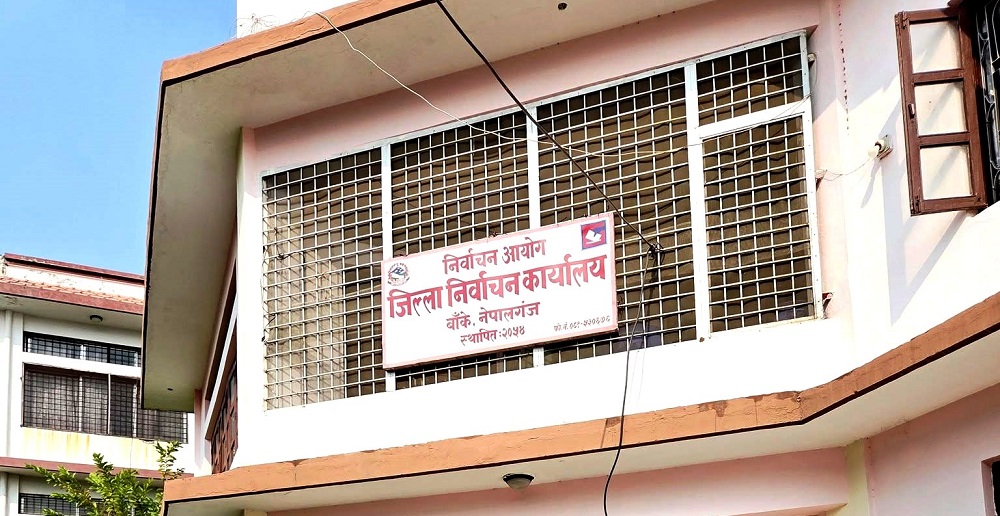 निर्वाचन आयोग
जिल्ला निर्वाचन कार्यालय
बाँके, नेपालगंज
स्थापित:२०५४
फो.नं.